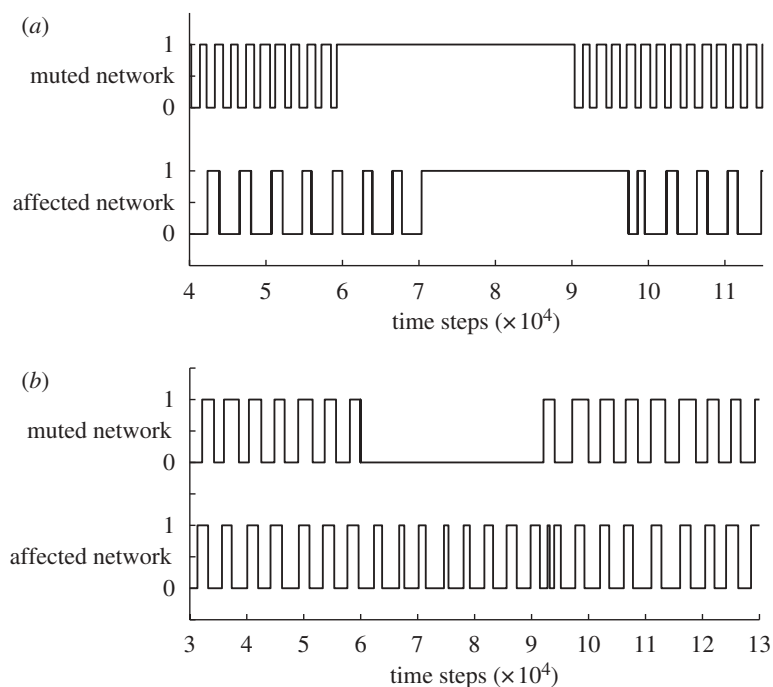 (a)
1
muted network
0
1
affected network
0
4 5 6 7 8 9 10 11
time steps (×10⁴)
(b)
1
muted network
0
1
affected network
0
3 4 5 6 7 8 9 10 11 12 13
time steps (×10⁴)